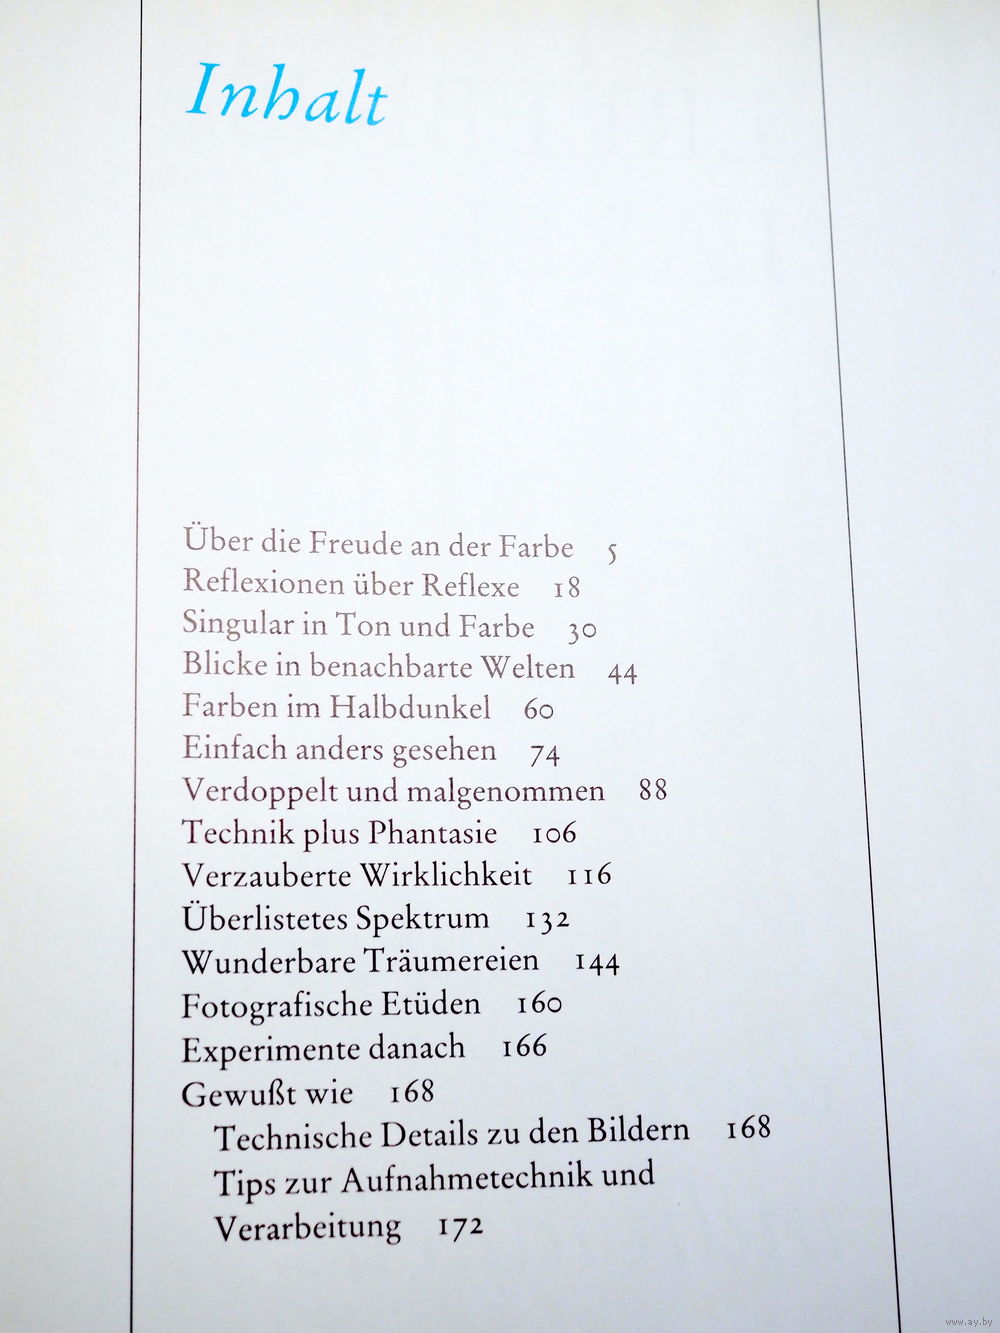 Inhalt
Über die Freude an der Farbe 5
Reflexionen über Reflexe 18
Singular in Ton und Farbe 30
Blicke in benachbarte Welten 44
Farben im Halbdunkel 60
Einfach anders gesehen 74
Verdoppelt und malgenommen 88
Technik plus Phantasie 106
Verzauberte Wirklichkeit 116
Überlistetes Spektrum 132
Wunderbare Träumereien 144
Fotografische Etüden 160
Experimente danach 166
Gewußt wie 168
Technische Details zu den Bildern 168
Tips zur Aufnahmetechnik und
Verarbeitung 172
www.ay.by